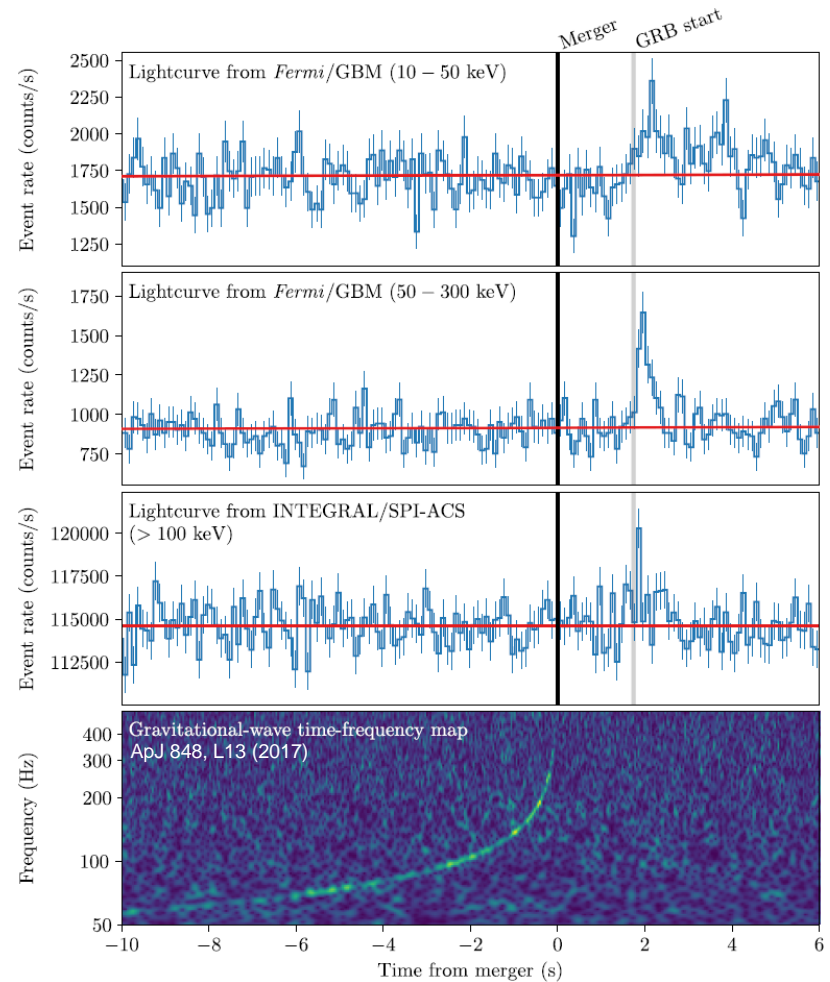 Merger
GRB start
Lightcurve from Fermi/GBM (10 − 50 keV)
Event rate (counts/s)
2500
2250
2000
1750
1500
1250
Lightcurve from Fermi/GBM (50 − 300 keV)
Event rate (counts/s)
1750
1500
1250
1000
750
Lightcurve from INTEGRAL/SPI-ACS
(> 100 keV)
Event rate (counts/s)
120000
117500
115000
112500
Gravitational-wave time-frequency map
ApJ 848, L13 (2017)
Frequency (Hz)
400
300
200
100
50
−10 −8 −6 −4 −2 0 2 4 6
Time from merger (s)